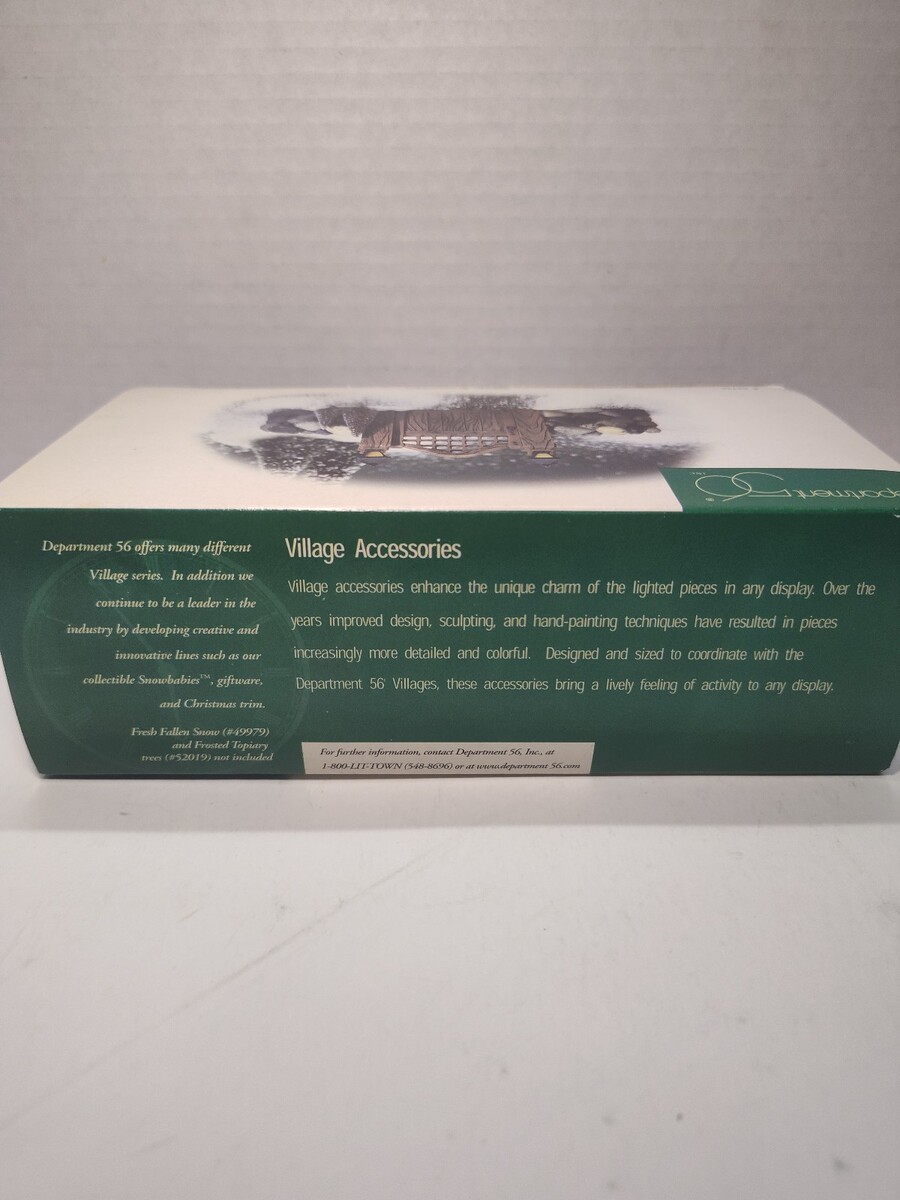 epartment 56 ®
INC.
Department 56 offers many different
Village series. In addition we
continue to be a leader in the
industry by developing creative and
innovative lines such as our
collectible Snowbabies™, giftware,
and Christmas trim.
Fresh Fallen Snow (#49979)
and Frosted Topiary
trees (#52019) not included
Village Accessories
Village accessories enhance the unique charm of the lighted pieces in any display. Over the
years improved design, sculpting, and hand-painting techniques have resulted in pieces
increasingly more detailed and colorful. Designed and sized to coordinate with the
Department 56® Villages, these accessories bring a lively feeling of activity to any display.
For further information, contact Department 56, Inc., at
1-800-LIT-TOWN (548-8696) or at www.department 56.com